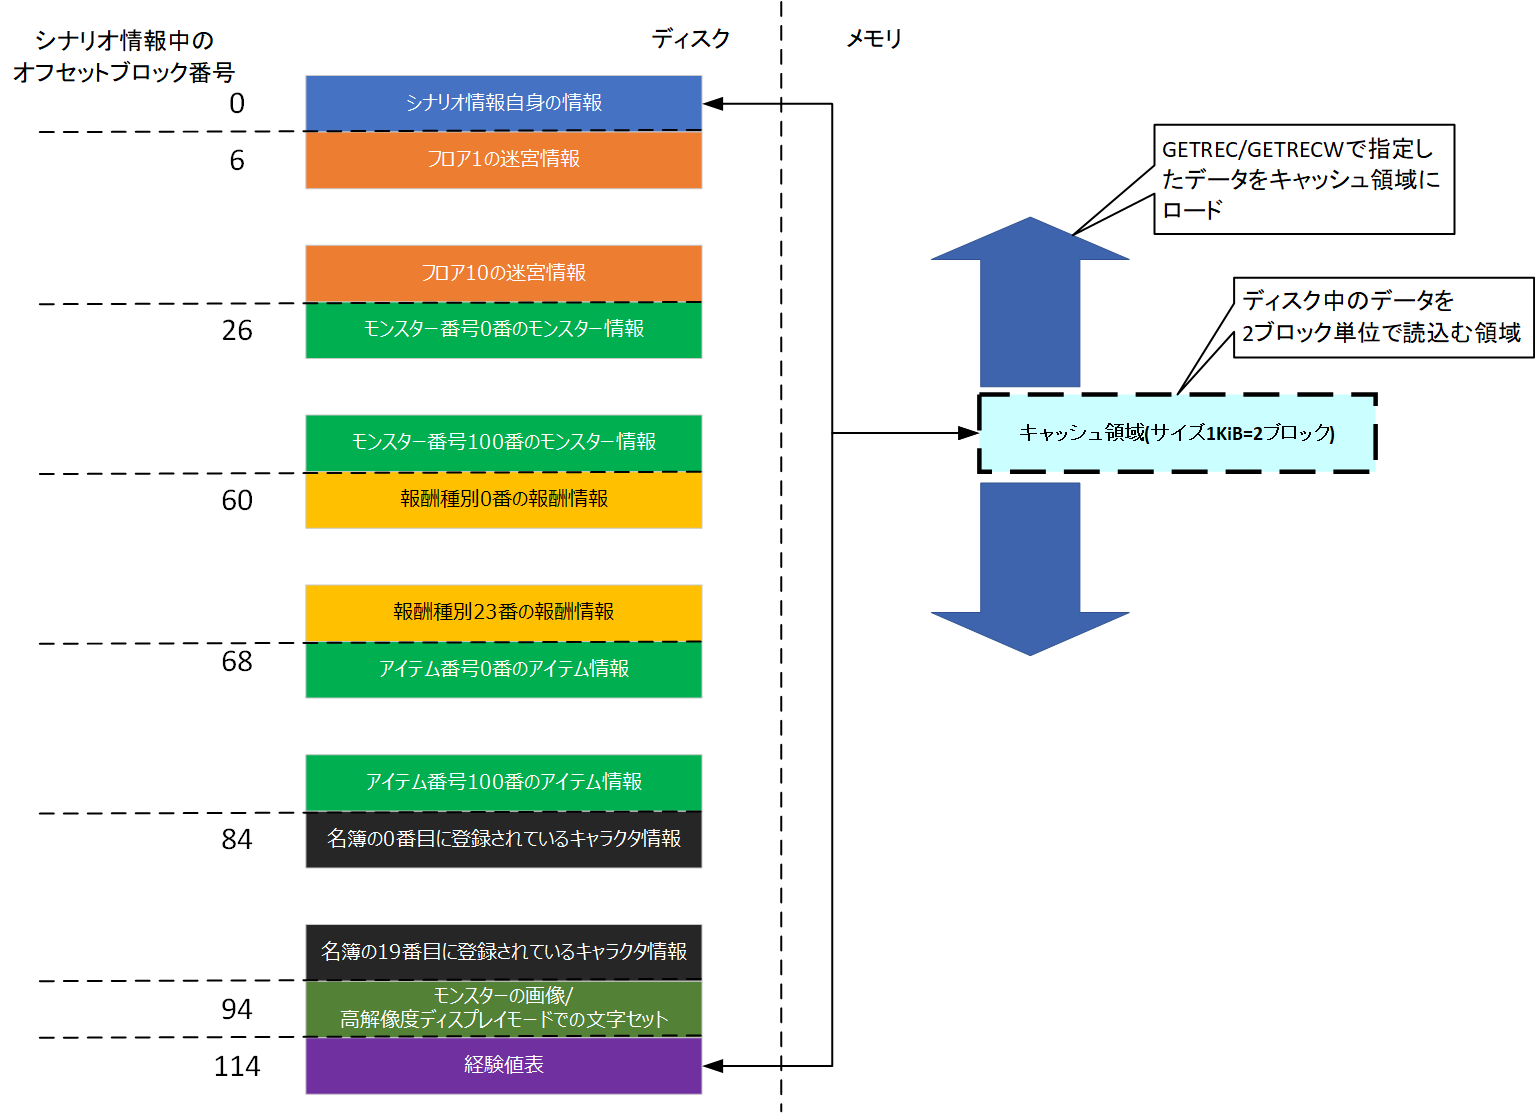 シナリオ情報中の
オフセットブロック番号
ディスク
メモリ
0
シナリオ情報自身の情報
6
フロア1の迷宮情報
フロア10の迷宮情報
26
モンスター番号0番のモンスター情報
モンスター番号100番のモンスター情報
60
報酬種別0番の報酬情報
報酬種別23番の報酬情報
68
アイテム番号0番のアイテム情報
アイテム番号100番のアイテム情報
84
名簿の0番目に登録されているキャラクタ情報
名簿の19番目に登録されているキャラクタ情報
94
モンスターの画像/
高解像度ディスプレイモードでの文字セット
114
経験値表
GETREC/GETRECWで指定し
たデータをキャッシュ領域に
ロード
ディスク中のデータを
2ブロック単位で読込む領域
キャッシュ領域(サイズ1KiB=2ブロック)